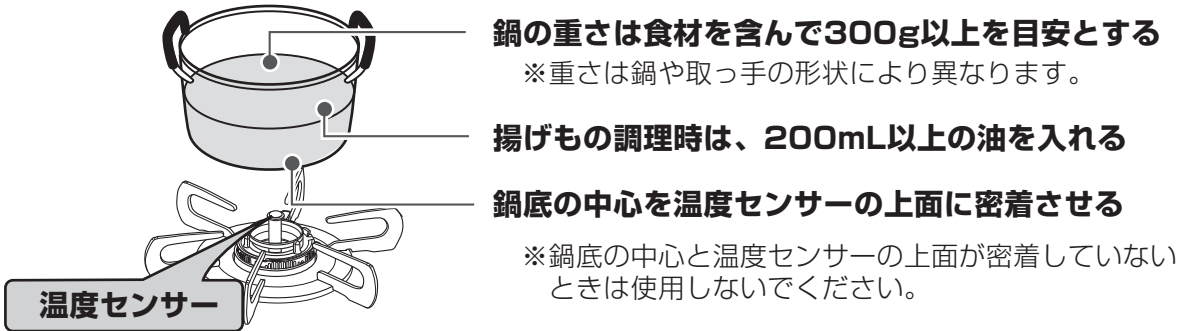 鍋の重さは食材を含んで300g以上を目安とする
※重さは鍋や取っ手の形状により異なります。
揚げもの調理時は、200mL以上の油を入れる
鍋底の中心を温度センサーの上面に密着させる
※鍋底の中心と温度センサーの上面が密着していない
ときは使用しないでください。
温度センサー